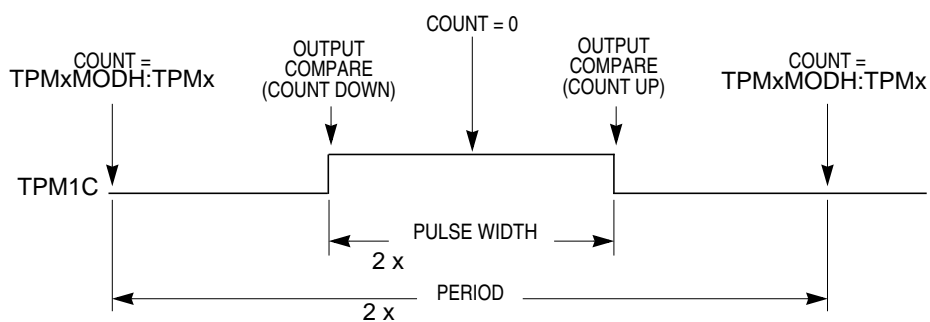 COUNT = 0
COUNT =
TPMxMODH:TPMx
OUTPUT
COMPARE
(COUNT DOWN)
OUTPUT
COMPARE
(COUNT UP)
COUNT =
TPMxMODH:TPMx
TPM1C
PULSE WIDTH
2 x
PERIOD
2 x